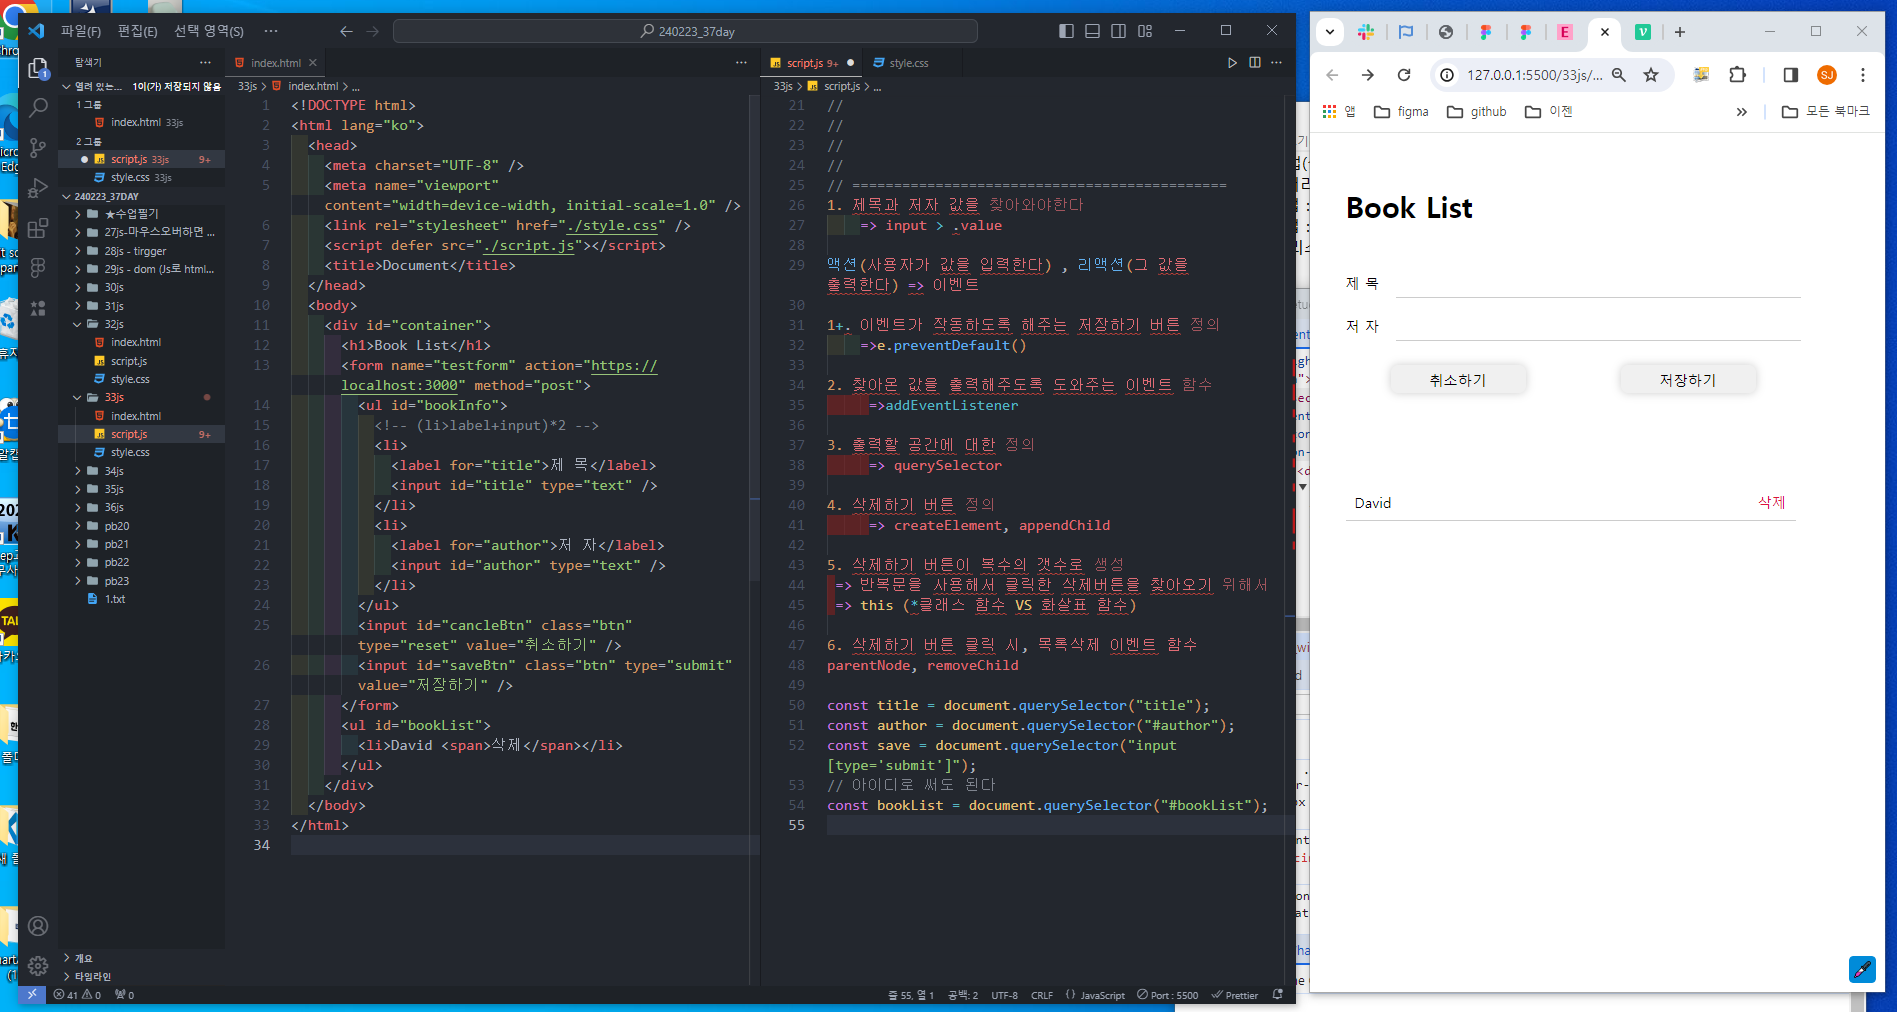 파일(F) 편집(E) 선택 영역(S) ···
240223_37day
탐색기
열려 있는... 1이(가) 저장되지 않음
1 그룹
index.html 33js
2 그룹
script.js 33js 9+
style.css 33js
240223_37DAY
★수업필기
27js-마우스오버하면 ...
28js - tirgger
29js - dom (Js로 html...
30js
31js
32js
index.html
script.js
style.css
33js
index.html
script.js 9+
style.css
34js
35js
36js
pb20
pb21
pb22
pb23
1.txt
개요
타임라인
index.html
33js > index.html > ...
1 <!DOCTYPE html>
2 <html lang="ko">
3 <head>
4 <meta charset="UTF-8" />
5 <meta name="viewport"
content="width=device-width, initial-scale=1.0" />
6 <link rel="stylesheet" href="./style.css" />
7 <script defer src="./script.js"></script>
8 <title>Document</title>
9 </head>
10 <body>
11 <div id="container">
12 <h1>Book List</h1>
13 <form name="testform" action="https://
localhost:3000" method="post">
14 <ul id="bookInfo">
15 <!-- (li>label+input)*2 -->
16 <li>
17 <label for="title">제 목</label>
18 <input id="title" type="text" />
19 </li>
20 <li>
21 <label for="author">저 자</label>
22 <input id="author" type="text" />
23 </li>
24 </ul>
25 <input id="cancleBtn" class="btn"
type="reset" value="취소하기" />
26 <input id="saveBtn" class="btn" type="submit"
value="저장하기" />
27 </form>
28 <ul id="bookList">
29 <li>David <span>삭제</span></li>
30 </ul>
31 </div>
32 </body>
33 </html>
34
script.js 9+ style.css
33js > script.js > ...
21 //
22 //
23 //
24 //
25 // =============================================
26 1. 제목과 저자 값을 찾아와야한다
27 => input > .value
28
29 액션(사용자가 값을 입력한다) , 리액션(그 값을
출력한다) => 이벤트
30
31 1+. 이벤트가 작동하도록 해주는 저장하기 버튼 정의
32 =>e.preventDefault()
33
34 2. 찾아온 값을 출력해주도록 도와주는 이벤트 함수
35 =>addEventListener
36
37 3. 출력할 공간에 대한 정의
38 => querySelector
39
40 4. 삭제하기 버튼 정의
41 => createElement, appendChild
42
43 5. 삭제하기 버튼이 복수의 갯수로 생성
44 => 반복문을 사용해서 클릭한 삭제버튼을 찾아오기 위해서
45 => this (*클래스 함수 VS 화살표 함수)
46
47 6. 삭제하기 버튼 클릭 시, 목록삭제 이벤트 함수
48 parentNode, removeChild
49
50 const title = document.querySelector("title");
51 const author = document.querySelector("#author");
52 const save = document.querySelector("input
[type='submit']");
53 // 아이디로 써도 된다
54 const bookList = document.querySelector("#bookList");
55
41 0 0
줄 55, 열 1 공백: 2 UTF-8 CRLF {} JavaScript Port : 5500 Prettier
127.0.0.1:5500/33js/...
SJ
앱 figma github 이젠 » 모든 북마크
Book List
제 목
저 자
취소하기 저장하기
David 삭제